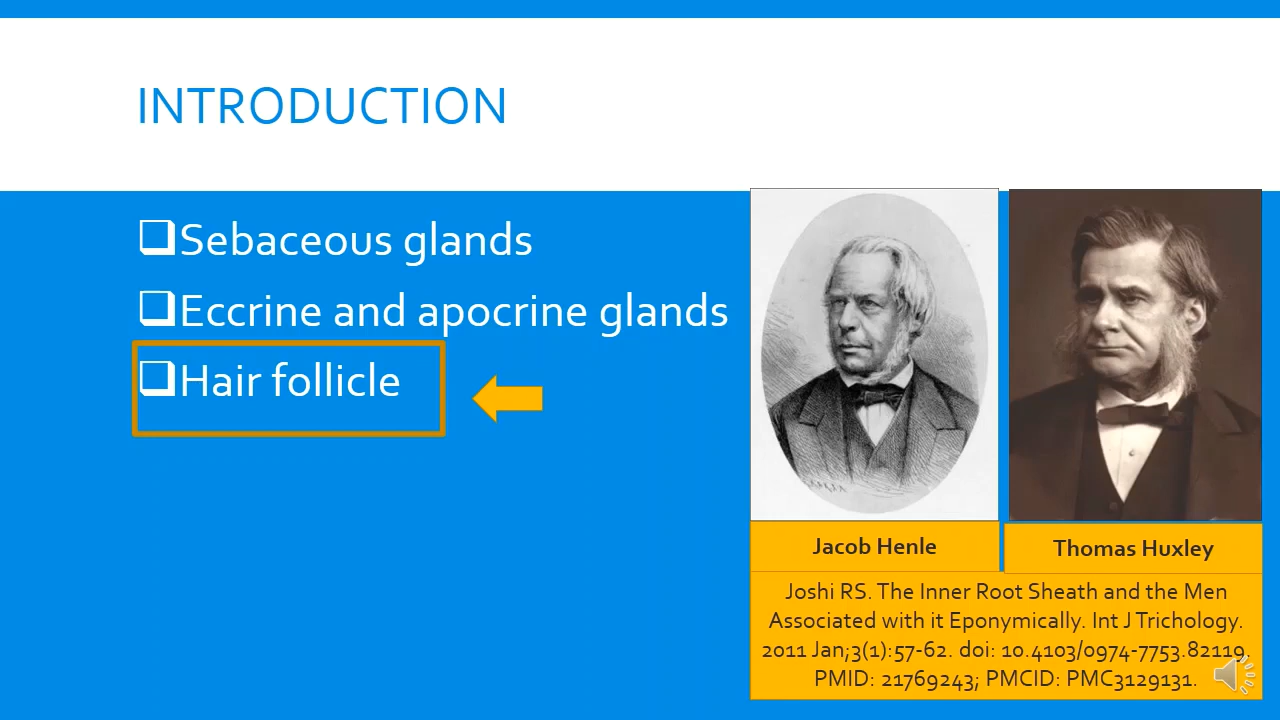 INTRODUCTION
Sebaceous glands
Eccrine and apocrine glands
Hair follicle
Jacob Henle
Thomas Huxley
Joshi RS. The Inner Root Sheath and the Men
Associated with it Eponymically. Int J Trichology.
2011 Jan;3(1):57-62. doi: 10.4103/0974-7753.82119.
PMID: 21769243; PMCID: PMC3129131.